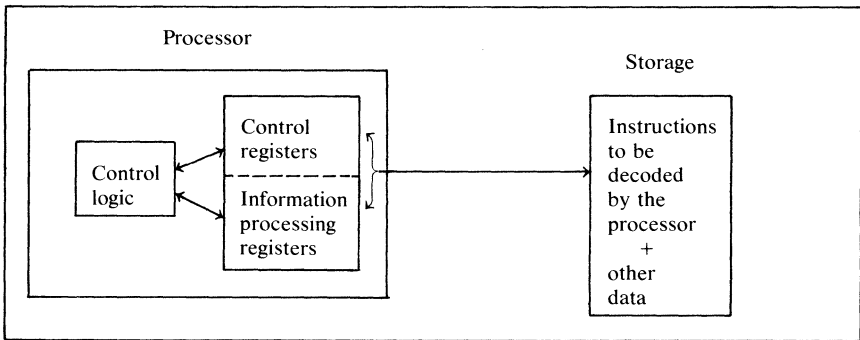 Processor
Storage
Control
logic
Control
registers
Information
processing
registers
Instructions
to be
decoded
by the
processor
+
other
data